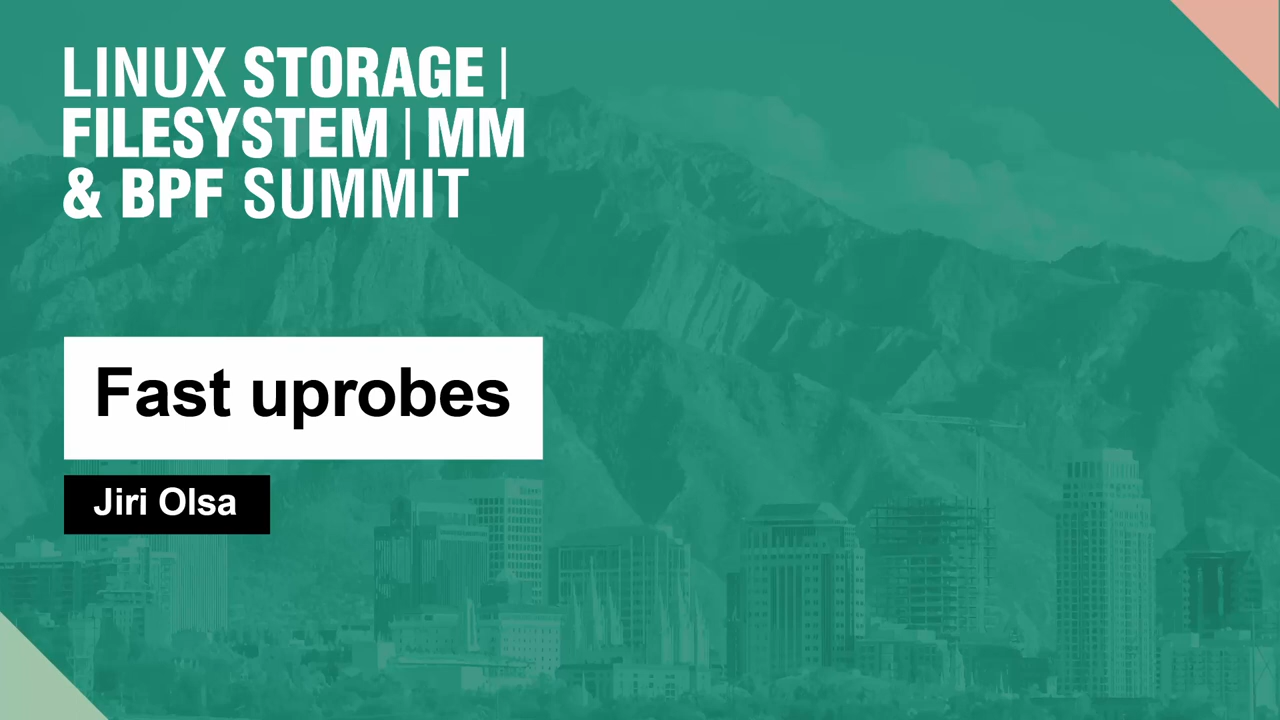 LINUX STORAGE |
FILESYSTEM | MM
& BPF SUMMIT
Fast uprobes
Jiri Olsa